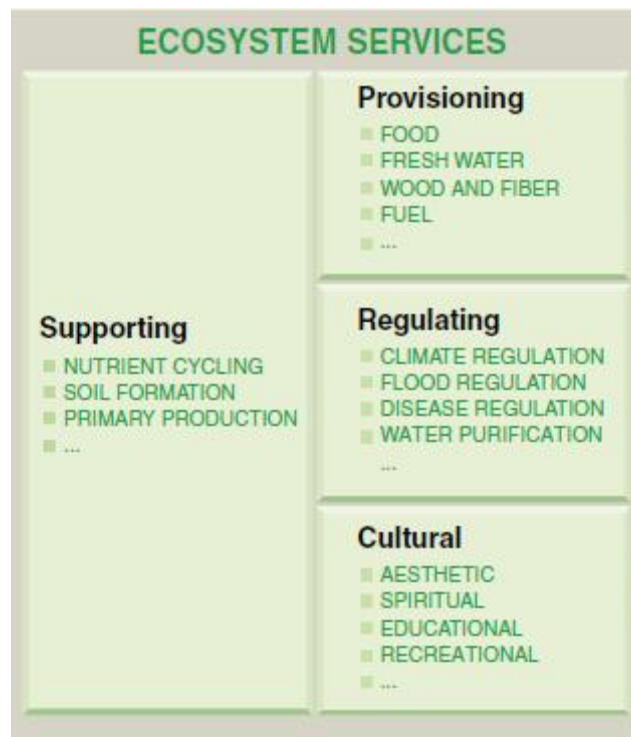 ECOSYSTEM SERVICES
Supporting
NUTRIENT CYCLING
SOIL FORMATION
PRIMARY PRODUCTION
...
Provisioning
FOOD
FRESH WATER
WOOD AND FIBER
FUEL
...
Regulating
CLIMATE REGULATION
FLOOD REGULATION
DISEASE REGULATION
WATER PURIFICATION
...
Cultural
AESTHETIC
SPIRITUAL
EDUCATIONAL
RECREATIONAL
...